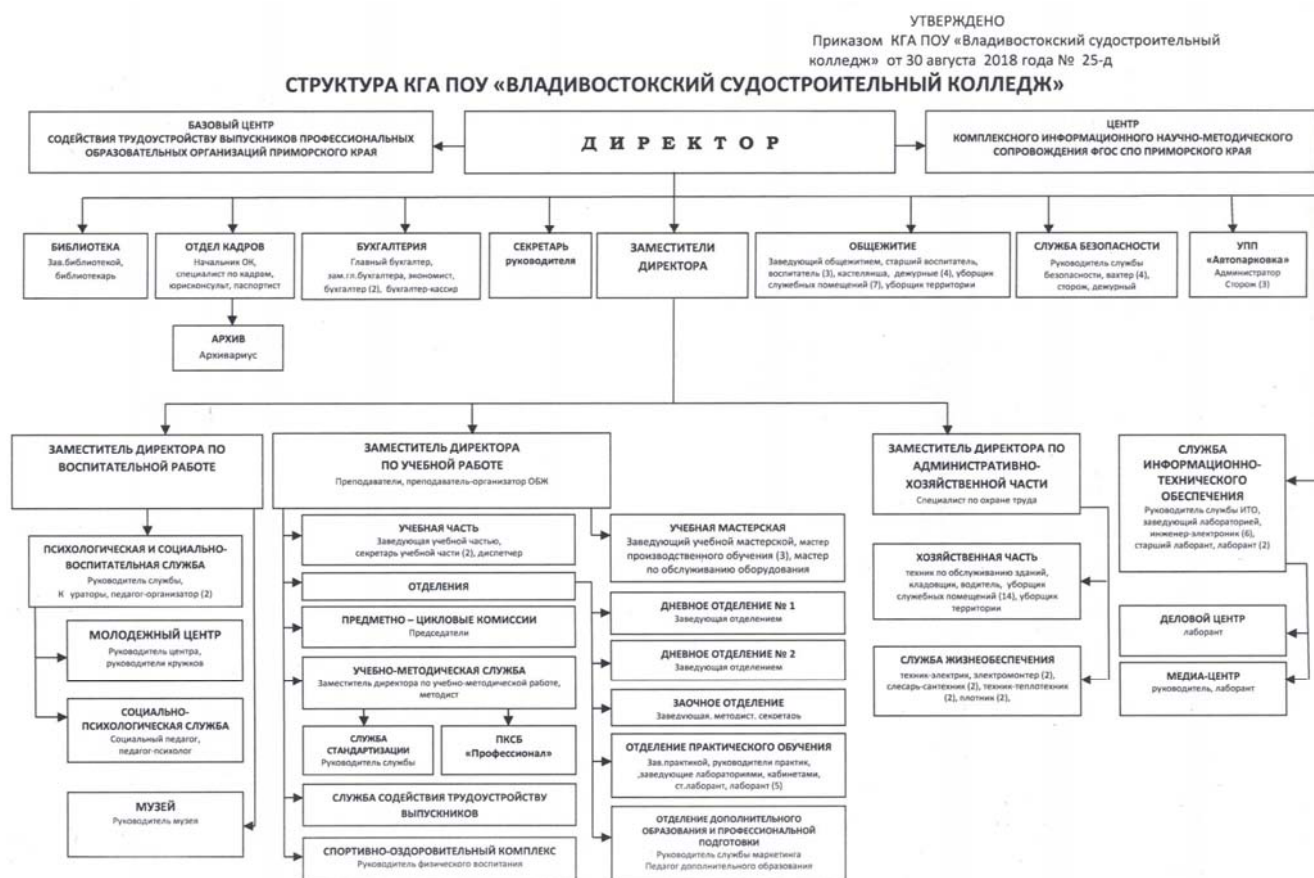 УТВЕРЖДЕНО
Приказом КГА ПОУ «Владивостокский судостроительный
колледж» от 30 августа 2018 года № 25-д
СТРУКТУРА КГА ПОУ «ВЛАДИВОСТОКСКИЙ СУДОСТРОИТЕЛЬНЫЙ КОЛЛЕДЖ»
БАЗОВЫЙ ЦЕНТР
СОДЕЙСТВИЯ ТРУДОУСТРОЙСТВУ ВЫПУСКНИКОВ ПРОФЕССИОНАЛЬНЫХ
ОБРАЗОВАТЕЛЬНЫХ ОРГАНИЗАЦИЙ ПРИМОРСКОГО КРАЯ
ДИРЕКТОР
ЦЕНТР
КОМПЛЕКСНОГО ИНФОРМАЦИОННОГО НАУЧНО-МЕТОДИЧЕСКОГО
СОПРОВОЖДЕНИЯ ФГОС СПО ПРИМОРСКОГО КРАЯ
БИБЛИОТЕКА
Зав.библиотекой,
библиотекарь
ОТДЕЛ КАДРОВ
Начальник ОК,
специалист по кадрам,
юрисконсульт, паспортист
БУХГАЛТЕРИЯ
Главный бухгалтер,
зам.гл.бухгалтера, экономист,
бухгалтер (2), бухгалтер-кассир
СЕКРЕТАРЬ
руководителя
ЗАМЕСТИТЕЛИ
ДИРЕКТОРА
ОБЩЕЖИТИЕ
Заведующий общежитием, старший воспитатель,
воспитатель (3), кастелянша, дежурные (4), уборщик
служебных помещений (7), уборщик территории
СЛУЖБА БЕЗОПАСНОСТИ
Руководитель службы
безопасности, вахтер (4),
сторож, дежурный
УПП
«Автопарковка»
Администратор
Сторож (3)
АРХИВ
Архивариус
ЗАМЕСТИТЕЛЬ ДИРЕКТОРА ПО
ВОСПИТАТЕЛЬНОЙ РАБОТЕ
ЗАМЕСТИТЕЛЬ ДИРЕКТОРА
ПО УЧЕБНОЙ РАБОТЕ
Преподаватели, преподаватель-организатор ОБЖ
ЗАМЕСТИТЕЛЬ ДИРЕКТОРА ПО
АДМИНИСТРАТИВНО-
ХОЗЯЙСТВЕННОЙ ЧАСТИ
Специалист по охране труда
СЛУЖБА
ИНФОРМАЦИОННО-
ТЕХНИЧЕСКОГО
ОБЕСПЕЧЕНИЯ
Руководитель службы ИТО,
заведующий лабораторией,
инженер-электроник (6),
старший лаборант, лаборант (2)
ПСИХОЛОГИЧЕСКАЯ И СОЦИАЛЬНО-
ВОСПИТАТЕЛЬНАЯ СЛУЖБА
Руководитель службы,
К ураторы, педагог-организатор (2)
МОЛОДЕЖНЫЙ ЦЕНТР
Руководитель центра,
руководители кружков
СОЦИАЛЬНО-
ПСИХОЛОГИЧЕСКАЯ СЛУЖБА
Социальный педагог,
педагог-психолог
МУЗЕЙ
Руководитель музея
УЧЕБНАЯ ЧАСТЬ
Заведующая учебной частью,
секретарь учебной части (2), диспетчер
ОТДЕЛЕНИЯ
ПРЕДМЕТНО – ЦИКЛОВЫЕ КОМИССИИ
Председатели
УЧЕБНО-МЕТОДИЧЕСКАЯ СЛУЖБА
Заместитель директора по учебно-методической работе,
методист
СЛУЖБА
СТАНДАРТИЗАЦИИ
Руководитель службы
ПКСБ
«Профессионал»
СЛУЖБА СОДЕЙСТВИЯ ТРУДОУСТРОЙСТВУ
ВЫПУСКНИКОВ
СПОРТИВНО-ОЗДОРОВИТЕЛЬНЫЙ КОМПЛЕКС
Руководитель физического воспитания
УЧЕБНАЯ МАСТЕРСКАЯ
Заведующий учебной мастерской, мастер
производственного обучения (3), мастер
по обслуживанию оборудования
ДНЕВНОЕ ОТДЕЛЕНИЕ № 1
Заведующая отделением
ДНЕВНОЕ ОТДЕЛЕНИЕ № 2
Заведующая отделением
ЗАОЧНОЕ ОТДЕЛЕНИЕ
Заведующая, методист, секретарь
ОТДЕЛЕНИЕ ПРАКТИЧЕСКОГО ОБУЧЕНИЯ
Зав.практикой, руководители практик,
,заведующие лабораториями, кабинетами,
ст.лаборант, лаборант (5)
ОТДЕЛЕНИЕ ДОПОЛНИТЕЛЬНОГО
ОБРАЗОВАНИЯ И ПРОФЕССИОНАЛЬНОЙ
ПОДГОТОВКИ
Руководитель службы маркетинга
Педагог дополнительного образования
ХОЗЯЙСТВЕННАЯ ЧАСТЬ
техник по обслуживанию зданий,
кладовщик, водитель, уборщик
служебных помещений (14), уборщик
территории
СЛУЖБА ЖИЗНЕОБЕСПЕЧЕНИЯ
техник-электрик, электромонтер (2),
слесарь-сантехник (2), техник-теплотехник
(2), плотник (2),
ДЕЛОВОЙ ЦЕНТР
лаборант
МЕДИА-ЦЕНТР
руководитель, лаборант